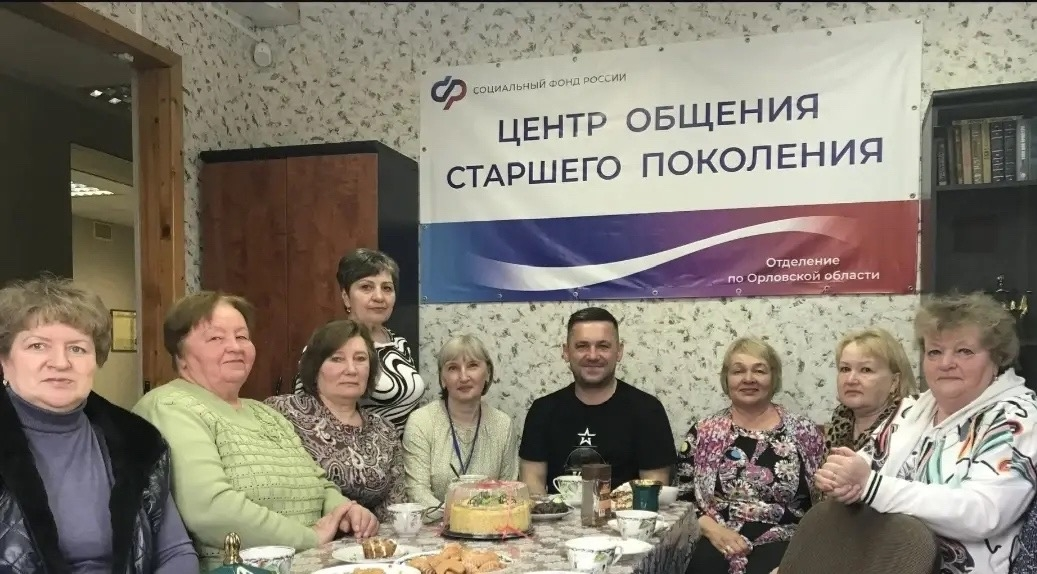 СОЦИАЛЬНЫЙ ФОНД РОССИИ
ЦЕНТР ОБЩЕНИЯ
СТАРШЕГО ПОКОЛЕНИЯ
Отделение
по Орловской области